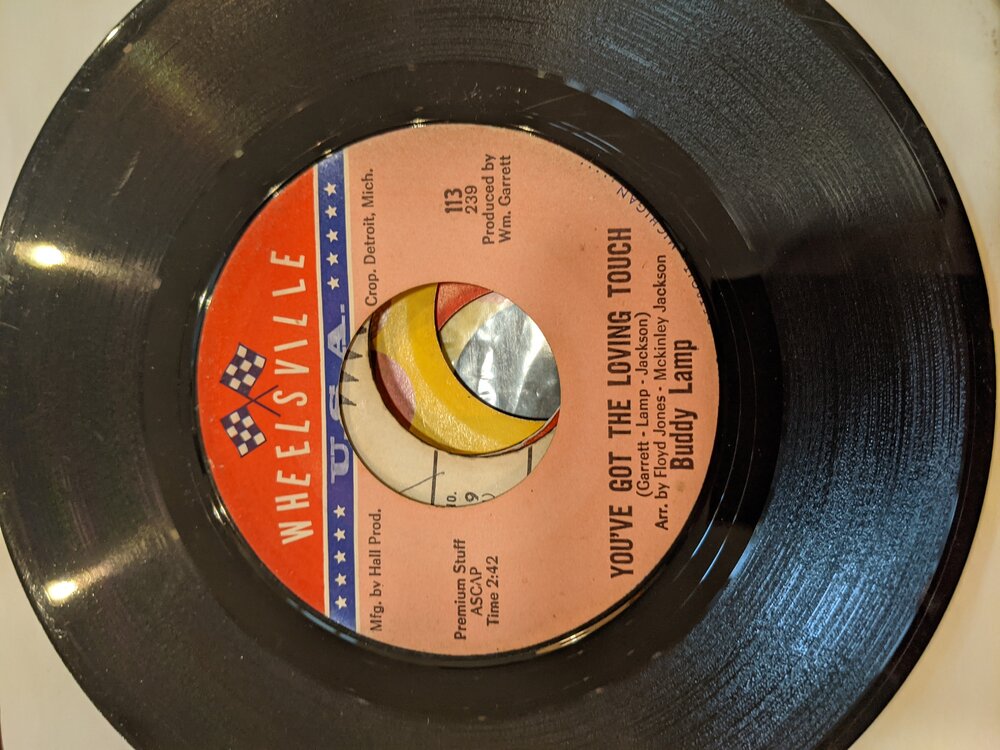 WHEELSVILLE
U.S.A.
Mfg. by Hall Prod. Crop. Detroit, Mich.
113
239
Produced by
Wm. Garrett
Premium Stuff
ASCAP
Time 2:42
YOU'VE GOT THE LOVING TOUCH
(Garrett - Lamp - Jackson)
Arr. by Floyd Jones - Mckinley Jackson
Buddy Lamp
MICHIGAN